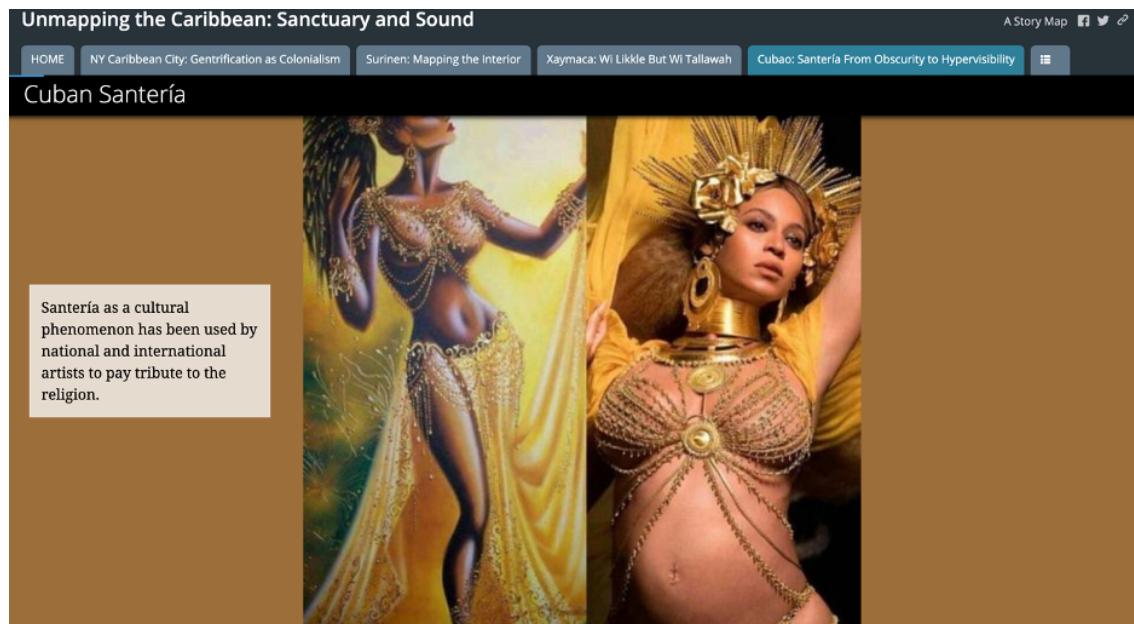 Unmapping the Caribbean: Sanctuary and Sound
A Story Map
HOME
NY Caribbean City: Gentrification as Colonialism
Surinen: Mapping the Interior
Xaymaca: Wi Likkle But Wi Tallawah
Cubao: Santería From Obscurity to Hypervisibility
Cuban Santería
Santería as a cultural
phenomenon has been used by
national and international
artists to pay tribute to the
religion.